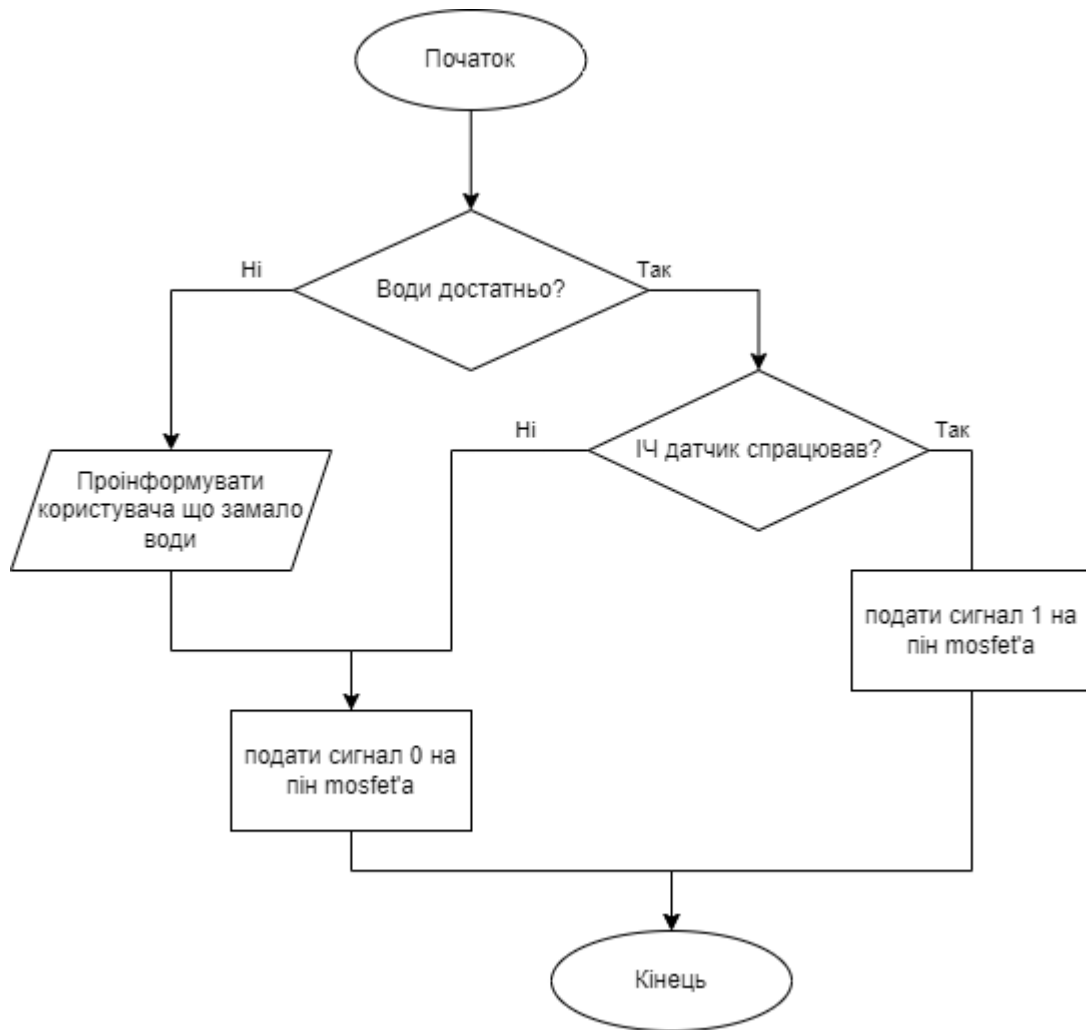 Початок
Ні
Так
Води достатньо?
Ні
Так
ІЧ датчик спрацював?
Проінформувати
користувача що замало
води
подати сигнал 1 на
пін mosfet'а
подати сигнал 0 на
пін mosfet'а
Кінець